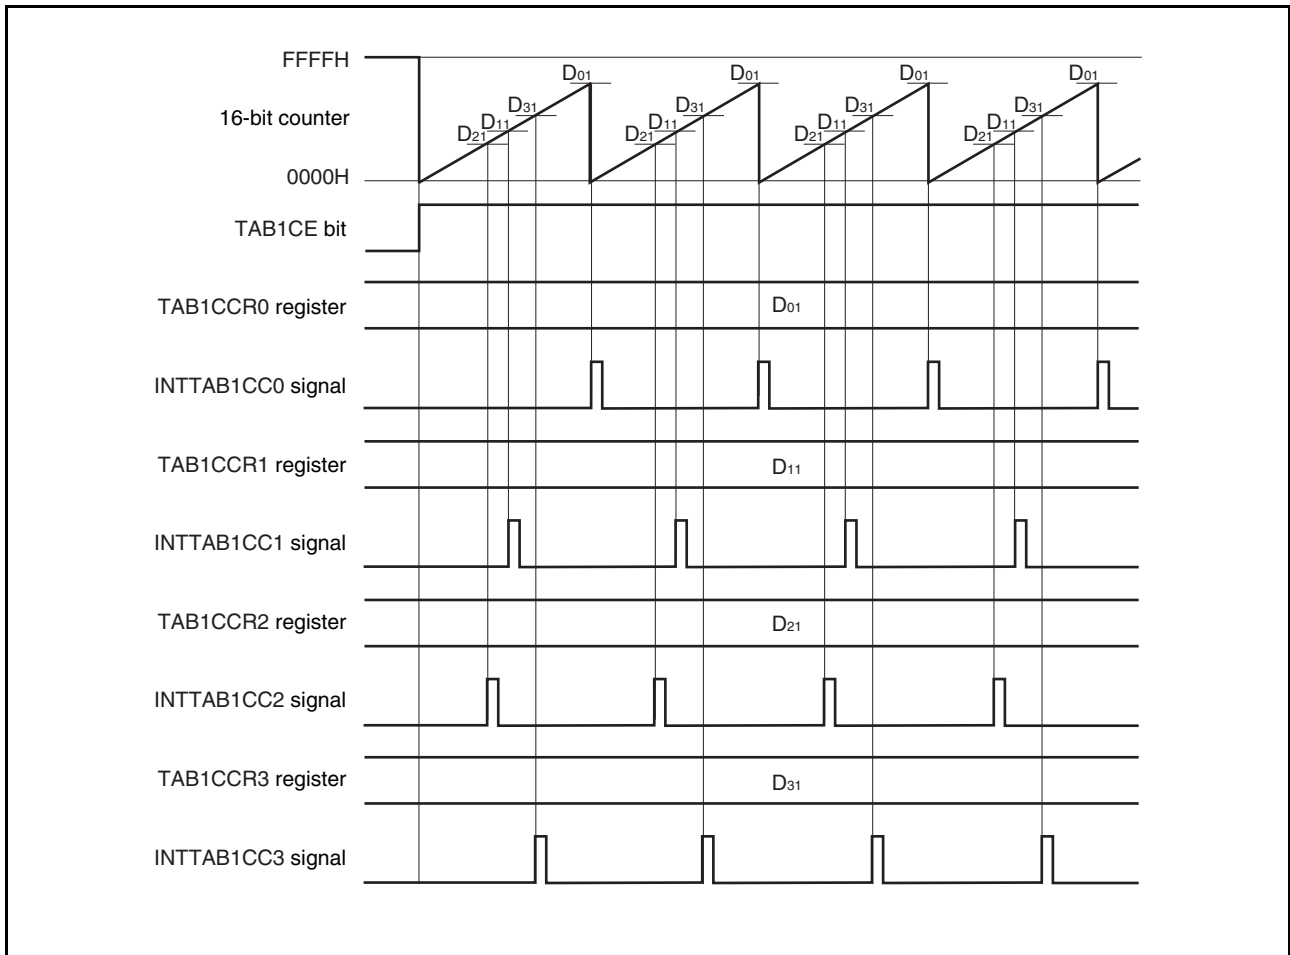 FFFFH
16-bit counter
0000H
D01 D01 D01 D01
D31 D31 D31 D31
D11 D11 D11 D11
D21 D21 D21 D21
TAB1CE bit
TAB1CCR0 register
D01
INTTAB1CC0 signal
TAB1CCR1 register
D11
INTTAB1CC1 signal
TAB1CCR2 register
D21
INTTAB1CC2 signal
TAB1CCR3 register
D31
INTTAB1CC3 signal